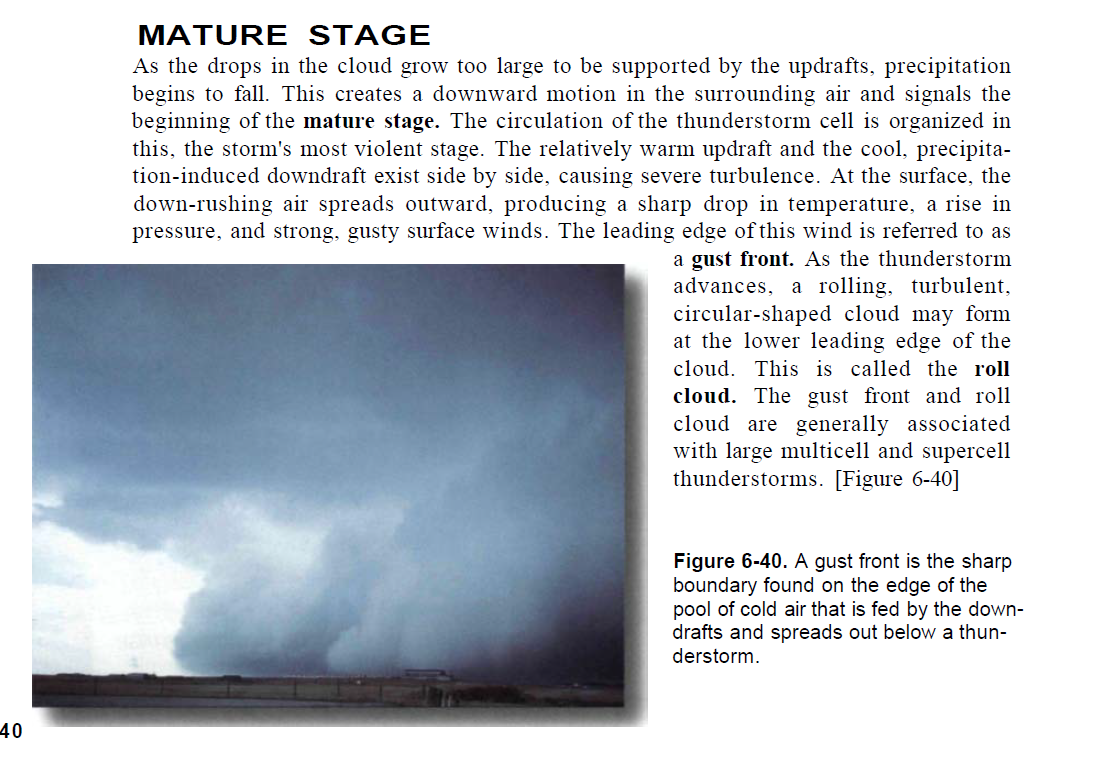 MATURE STAGE
As the drops in the cloud grow too large to be supported by the updrafts, precipitation
begins to fall. This creates a downward motion in the surrounding air and signals the
beginning of the mature stage. The circulation of the thunderstorm cell is organized in
this, the storm's most violent stage. The relatively warm updraft and the cool, precipita-
tion-induced downdraft exist side by side, causing severe turbulence. At the surface, the
down-rushing air spreads outward, producing a sharp drop in temperature, a rise in
pressure, and strong, gusty surface winds. The leading edge of this wind is referred to as
a gust front. As the thunderstorm
advances, a rolling, turbulent,
circular-shaped cloud may form
at the lower leading edge of the
cloud. This is called the roll
cloud. The gust front and roll
cloud are generally associated
with large multicell and supercell
thunderstorms. [Figure 6-40]
Figure 6-40. A gust front is the sharp
boundary found on the edge of the
pool of cold air that is fed by the down-
drafts and spreads out below a thun-
derstorm.
40